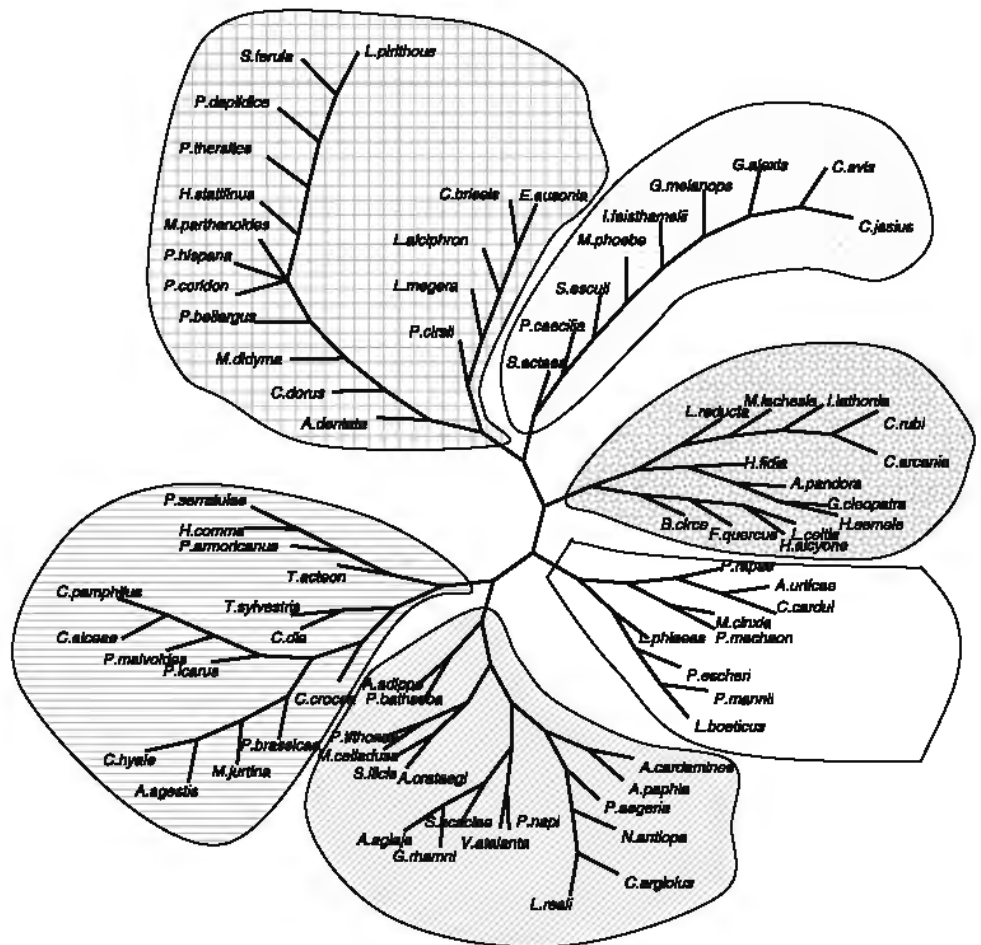 S.ferula
L.pirithous
P.daplidice
P.thersites
H.statilinus
M.parthenoides
P.hispana
P.coridon
P.bellargus
M.didyma
C.dorus
A.dentata
C.briseis
E.ausonia
L.alciphron
L.megera
P.cirsii
G.alexis
C.avis
G.melanops
I.feisthamelii
C.jasius
M.phoebe
S.esculi
P.caecilia
S.actaea
M.lachesis
I.lathonia
L.reducta
C.rubi
C.arcania
H.fidia
A.pandora
G.cleopatra
B.circe
F.quercus
L.celtis
H.semele
H.alcyone
P.rapae
A.urticae
C.cardui
M.cinxia
L.phlaeas
P.machaon
P.escheri
P.mannii
L.boeticus
P.serratulae
H.comma
P.armoricanus
T.acteon
C.pamphilus
T.sylvestris
C.alceae
C.dia
P.malvoides
P.icarus
C.crocea
P.brassicae
C.hyale
M.jurtina
A.agestis
A.adippe
P.bathseba
P.tithonus
M.celladusa
S.ilicis
A.crataegi
S.acaciae
P.napi
A.aglaja
V.atalanta
G.rhamni
A.cardamines
A.paphia
P.aegeria
N.antiopa
C.argiolus
L.reali